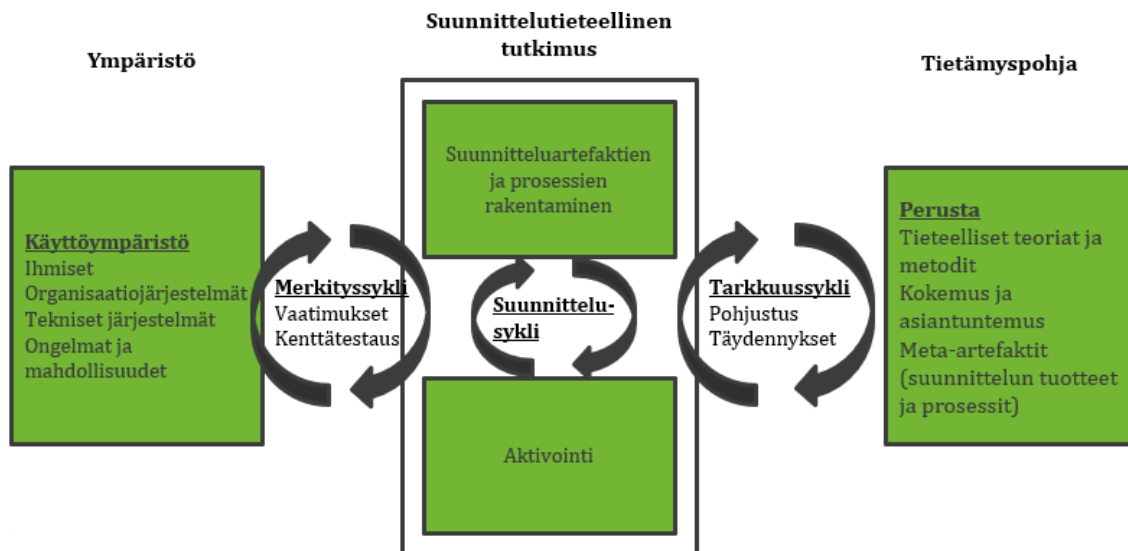 Ympäristö
Suunnittelutieteellinen
tutkimus
Tietämyspohja
Käyttöympäristö
Ihmiset
Organisaatiojärjestelmät
Tekniset järjestelmät
Ongelmat ja
mahdollisuudet
Merkityssykli
Vaatimukset
Kenttätestaus
Suunnitteluartefaktien
ja prosessien
rakentaminen
Suunnittelu-
sykli
Aktivointi
Tarkkuussykli
Pohjustus
Täydennykset
Perusta
Tieteelliset teoriat ja
metodit
Kokemus ja
asiantuntemus
Meta-artefaktit
(suunnittelun tuotteet
ja prosessit)